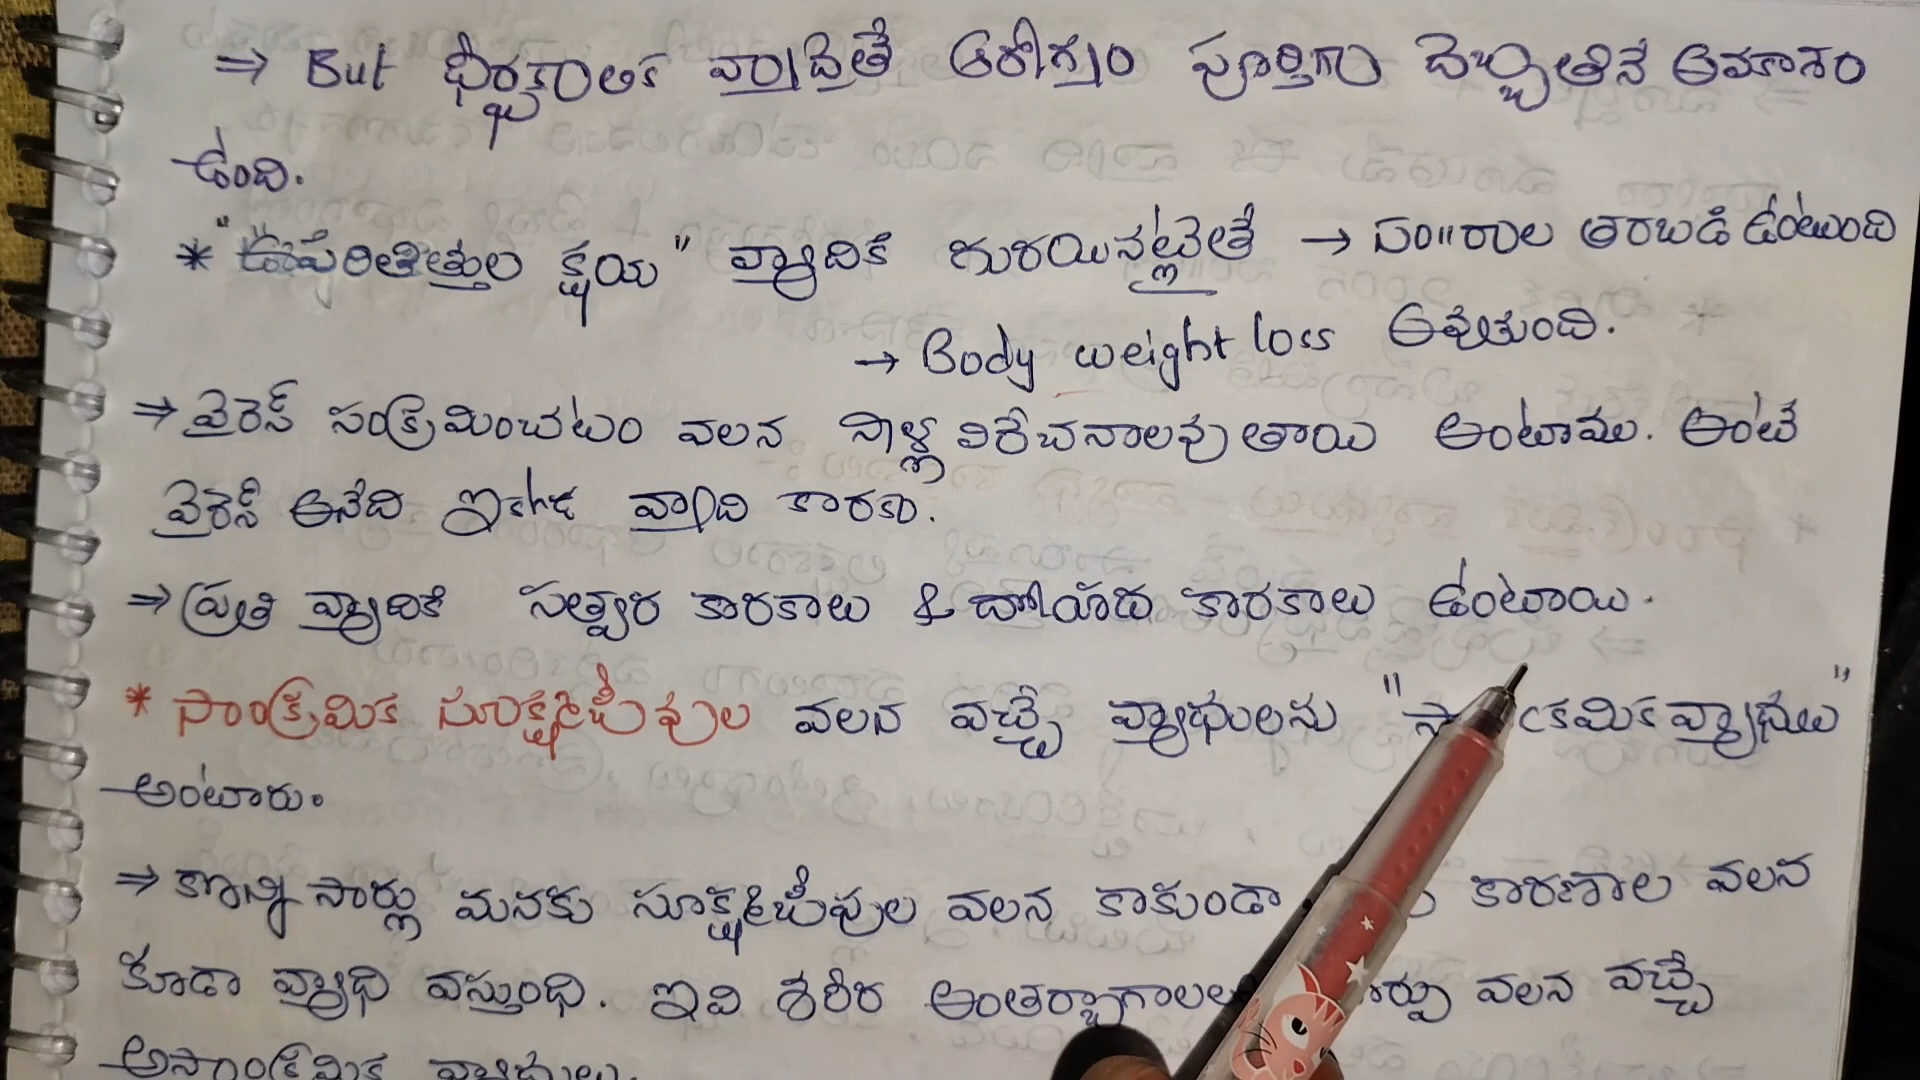 ⇒ But దీర్ఘకాలిక వ్యాదైతే ఆరోగ్యం పూర్తిగా దెబ్బతినే అవకాశం
ఉంది.
* "ఊపిరితిత్తుల క్షయ" వ్యాదికి గురయినట్లైతే → సం॥రాల తరబడి ఉంటుంది
→ Body weight loss అవుతుంది.
⇒ వైరస్ సంక్రమించటం వలన నీళ్ల విరేచనాలవుతాయి అంటాము. అంటే
వైరస్ అనేది ఇక్కడ వ్యాది కారకం.
⇒ ప్రతి వ్యాదికి సత్వర కారకాలు & దోహద కారకాలు ఉంటాయి.
* సాంక్రమిక సూక్ష్మజీవుల వలన వచ్చే వ్యాధులను " వ్యాధులు"
అంటారు.
⇒ కొన్ని సార్లు మనకు సూక్ష్మజీవుల వలన కాకుండా కారణాల వలన
కూడా వ్యాధి వస్తుంది. ఇవి శరీర వలన వచ్చే
అసాంక్రమిక వ్యాధులు.